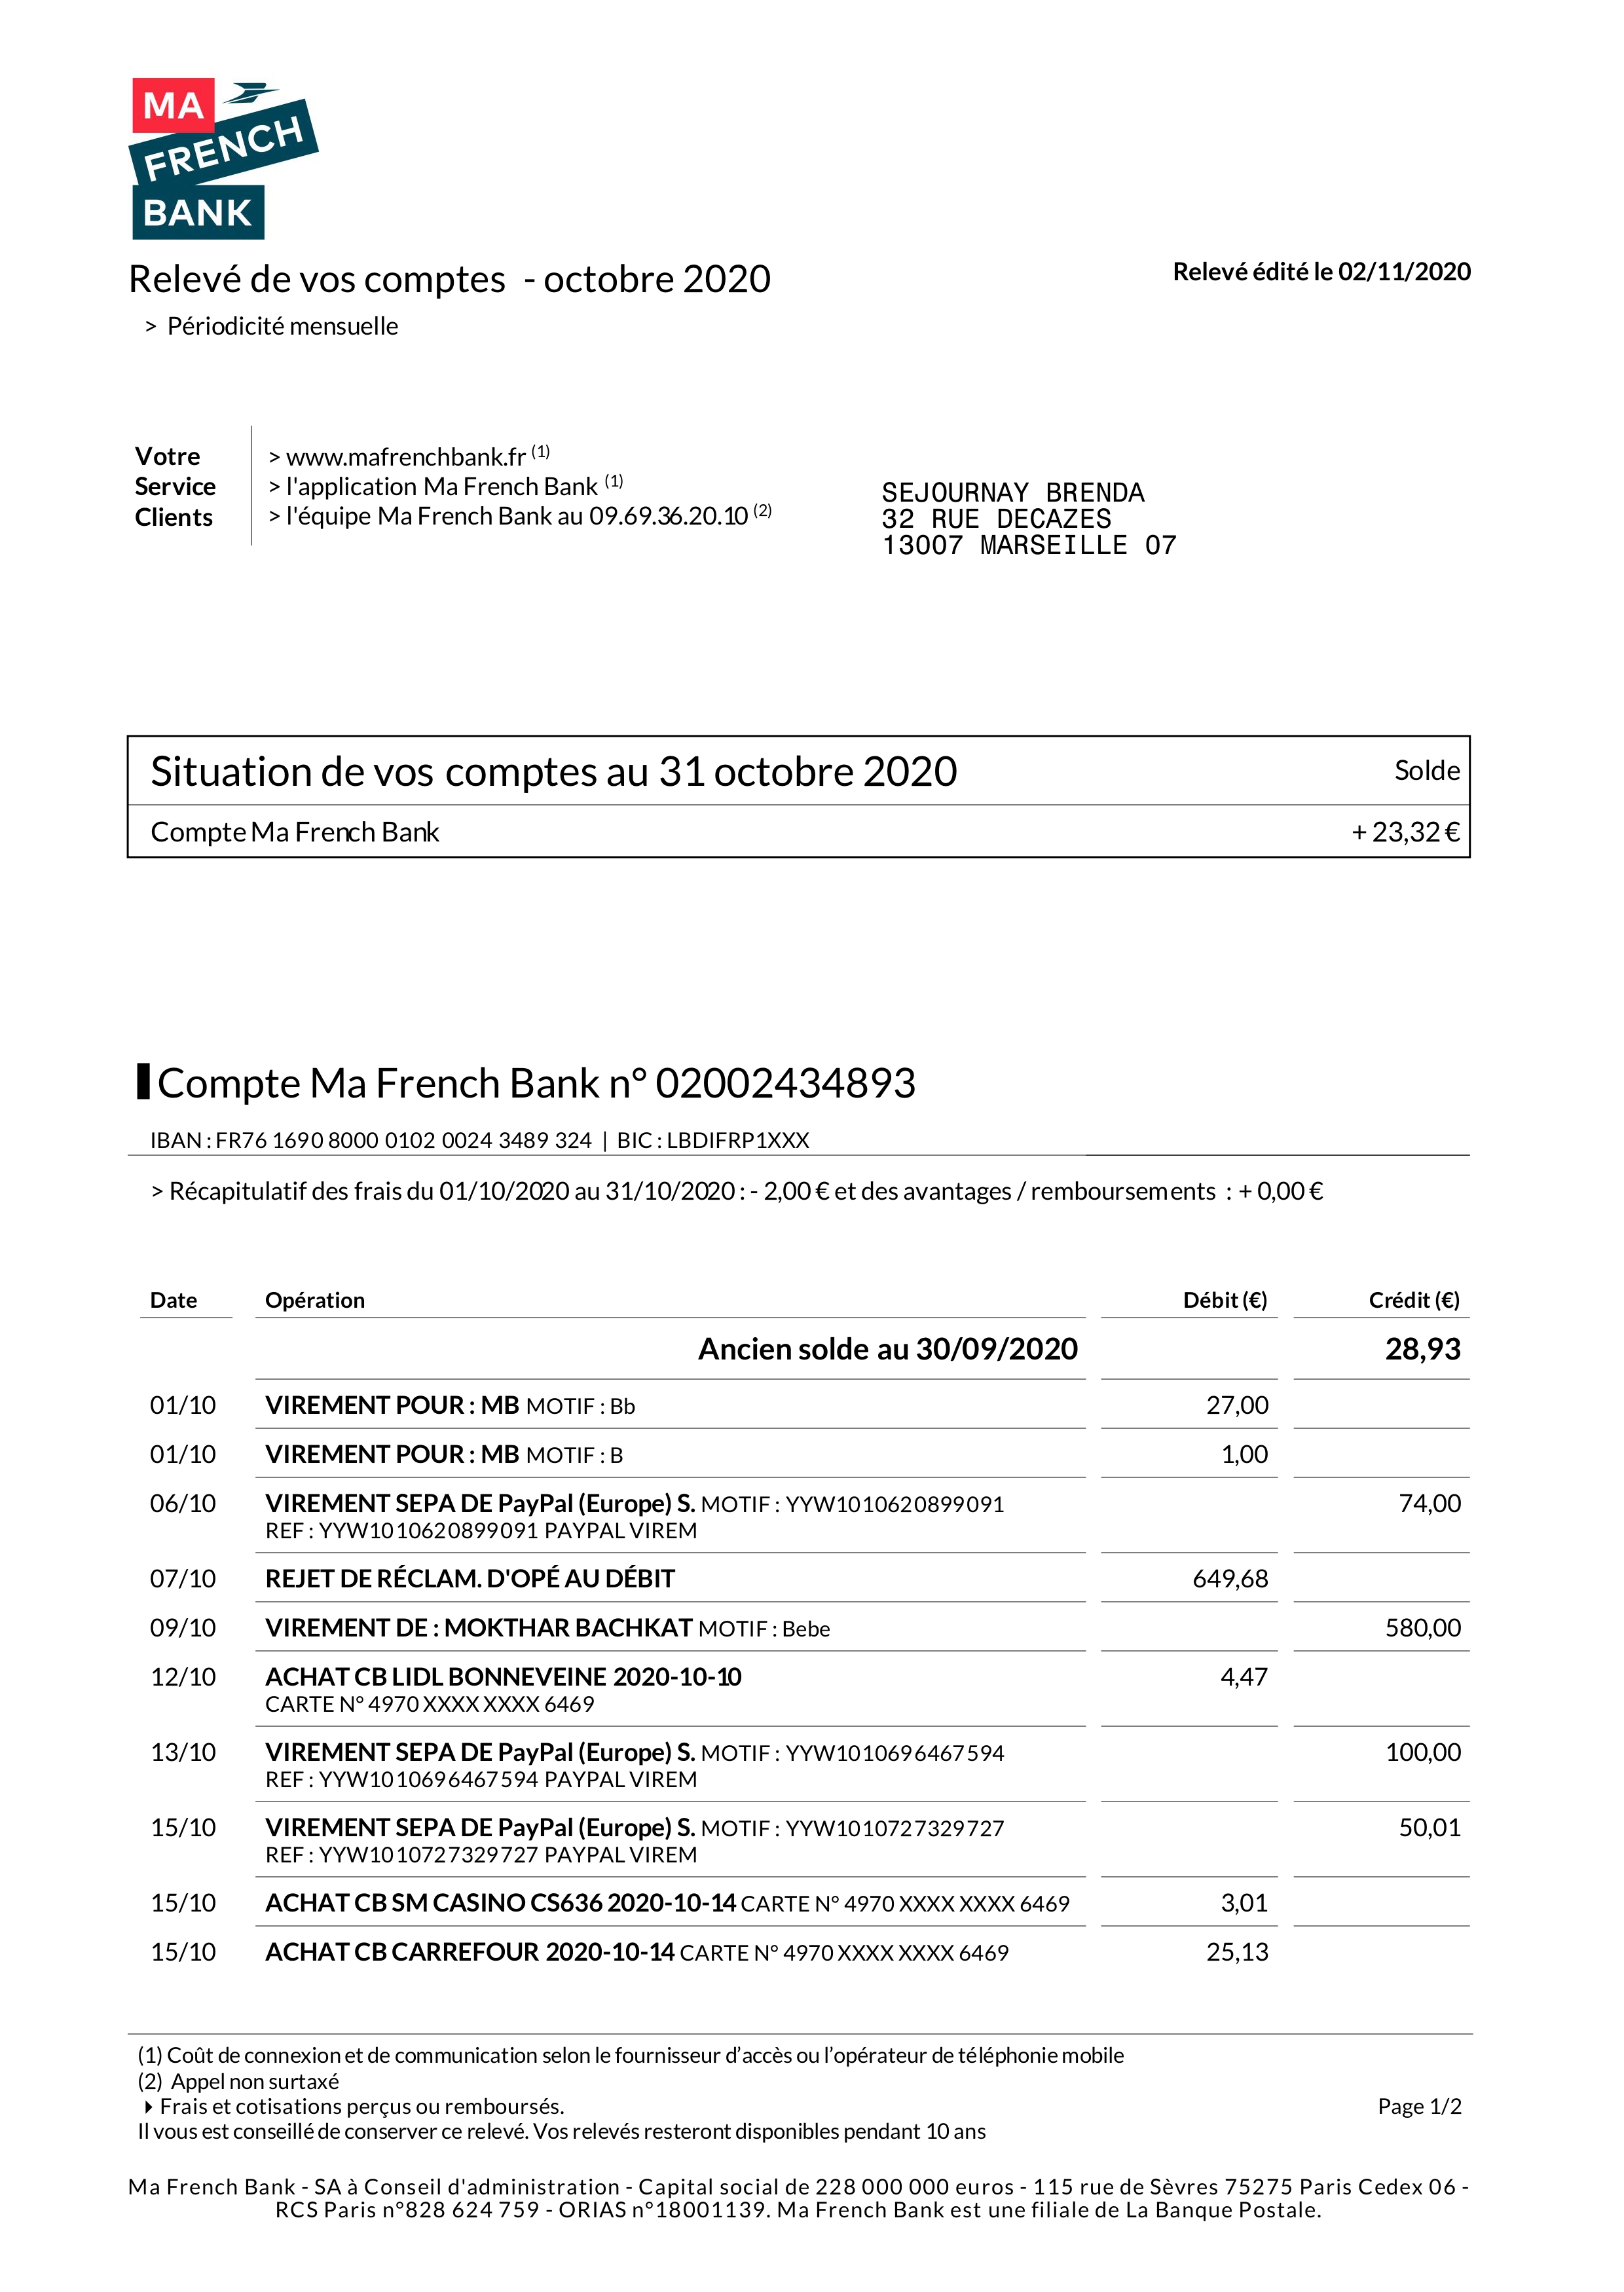 MA
FRENCH
BANK
Relevé de vos comptes - octobre 2020
Relevé édité le 02/11/2020
> Périodicité mensuelle
Votre
Service
Clients
> www.mafrenchbank.fr (1)
> l'application Ma French Bank (1)
> l'équipe Ma French Bank au 09.69.36.20.10 (2)
SEJOURNAY BRENDA
32 RUE DECAZES
13007 MARSEILLE 07
Situation de vos comptes au 31 octobre 2020 Solde
Compte Ma French Bank + 23,32 €
Compte Ma French Bank n° 02002434893
IBAN : FR76 1690 8000 0102 0024 3489 324 | BIC : LBDIFRP1XXX
> Récapitulatif des frais du 01/10/2020 au 31/10/2020 : - 2,00 € et des avantages / remboursements : + 0,00 €
Date Opération Débit (€) Crédit (€)
Ancien solde au 30/09/2020 28,93
01/10 VIREMENT POUR : MB MOTIF : Bb 27,00
01/10 VIREMENT POUR : MB MOTIF : B 1,00
06/10 VIREMENT SEPA DE PayPal (Europe) S. MOTIF : YYW1010620899091 74,00
REF : YYW1010620899091 PAYPAL VIREM
07/10 REJET DE RÉCLAM. D'OPÉ AU DÉBIT 649,68
09/10 VIREMENT DE : MOKTHAR BACHKAT MOTIF : Bebe 580,00
12/10 ACHAT CB LIDL BONNEVEINE 2020-10-10 4,47
CARTE N° 4970 XXXX XXXX 6469
13/10 VIREMENT SEPA DE PayPal (Europe) S. MOTIF : YYW1010696467594 100,00
REF : YYW1010696467594 PAYPAL VIREM
15/10 VIREMENT SEPA DE PayPal (Europe) S. MOTIF : YYW1010727329727 50,01
REF : YYW1010727329727 PAYPAL VIREM
15/10 ACHAT CB SM CASINO CS636 2020-10-14 CARTE N° 4970 XXXX XXXX 6469 3,01
15/10 ACHAT CB CARREFOUR 2020-10-14 CARTE N° 4970 XXXX XXXX 6469 25,13
(1) Coût de connexion et de communication selon le fournisseur d’accès ou l’opérateur de téléphonie mobile
(2) Appel non surtaxé
Frais et cotisations perçus ou remboursés. Page 1/2
Il vous est conseillé de conserver ce relevé. Vos relevés resteront disponibles pendant 10 ans
Ma French Bank - SA à Conseil d'administration - Capital social de 228 000 000 euros - 115 rue de Sèvres 75275 Paris Cedex 06 -
RCS Paris n°828 624 759 - ORIAS n°18001139. Ma French Bank est une filiale de La Banque Postale.